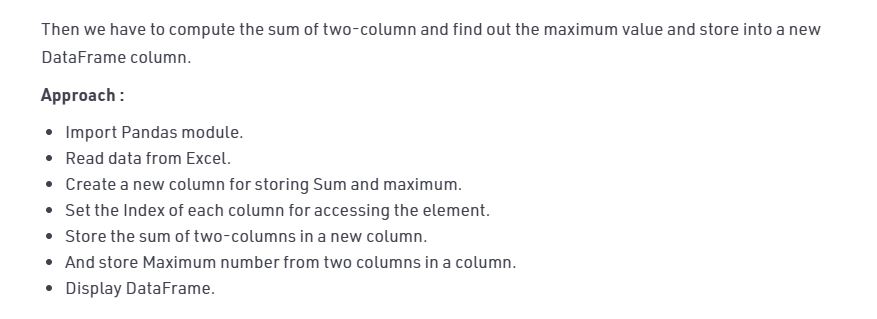 Then we have to compute the sum of two-column and find out the maximum value and store into a new
DataFrame column.
Approach :
• Import Pandas module.
• Read data from Excel.
• Create a new column for storing Sum and maximum.
• Set the Index of each column for accessing the element.
• Store the sum of two-columns in a new column.
• And store Maximum number from two columns in a column.
• Display DataFrame.